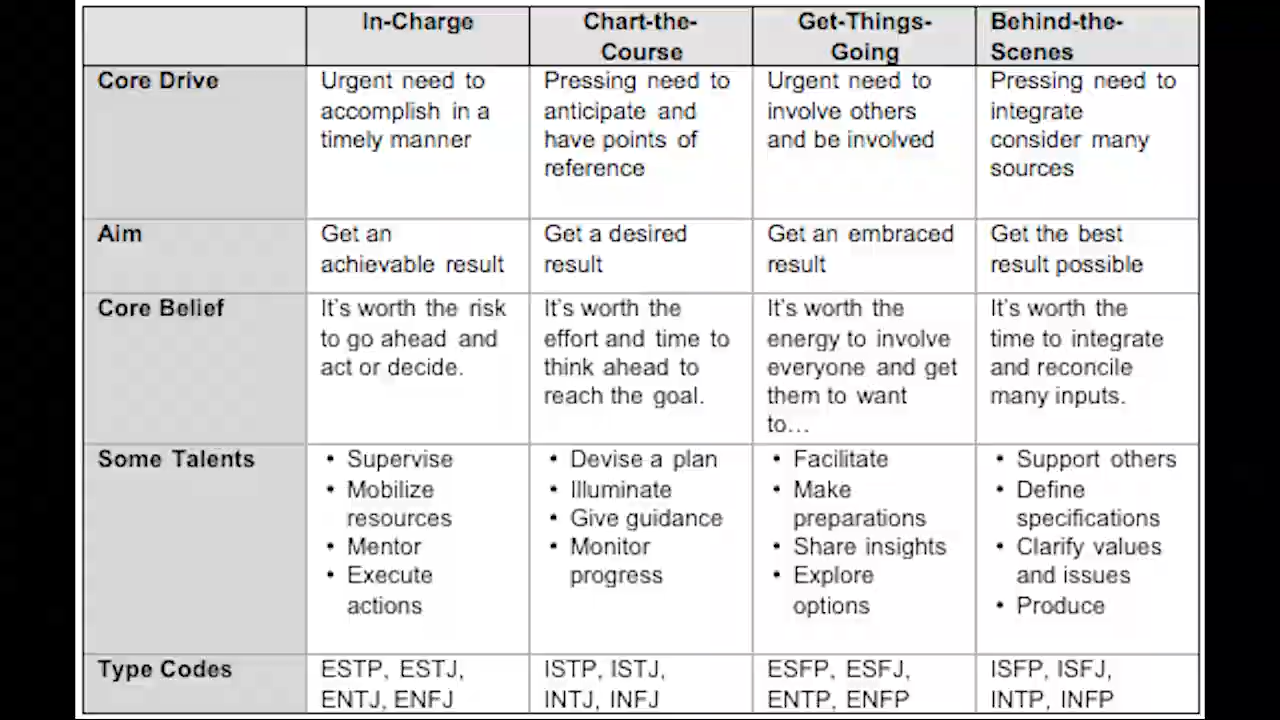 In-Charge
Chart-the-
Course
Get-Things-
Going
Behind-the-
Scenes
Core Drive
Urgent need to
accomplish in a
timely manner
Pressing need to
anticipate and
have points of
reference
Urgent need to
involve others
and be involved
Pressing need to
integrate
consider many
sources
Aim
Get an
achievable result
Get a desired
result
Get an embraced
result
Get the best
result possible
Core Belief
It's worth the risk
to go ahead and
act or decide.
It's worth the
effort and time to
think ahead to
reach the goal.
It's worth the
energy to involve
everyone and get
them to want
to…
It's worth the
time to integrate
and reconcile
many inputs.
Some Talents
• Supervise
• Mobilize
resources
• Mentor
• Execute
actions
• Devise a plan
• Illuminate
• Give guidance
• Monitor
progress
• Facilitate
• Make
preparations
• Share insights
• Explore
options
• Support others
• Define
specifications
• Clarify values
and issues
• Produce
Type Codes
ESTP, ESTJ,
ENTJ, ENFJ
ISTP, ISTJ,
INTJ, INFJ
ESFP, ESFJ,
ENTP, ENFP
ISFP, ISFJ,
INTP, INFP